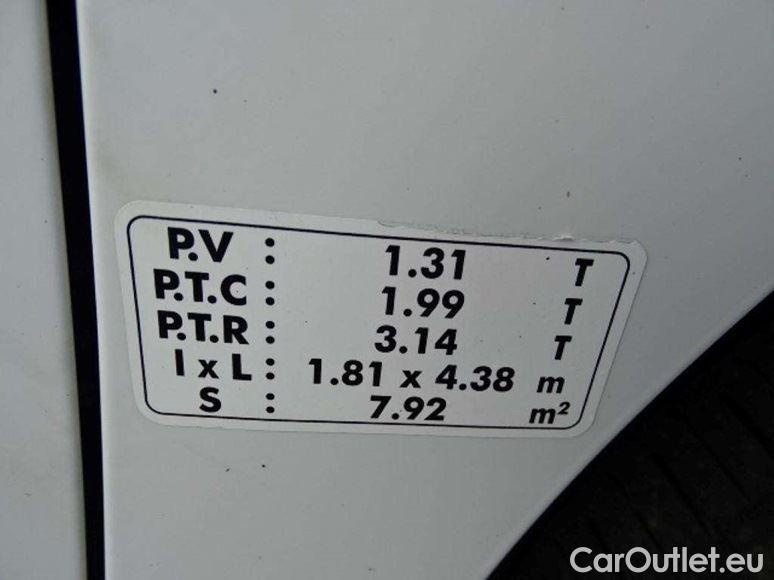 P.V : 1.31 T
P.T.C : 1.99 T
P.T.R : 3.14 T
l x L : 1.81 x 4.38 m
S : 7.92 m²
CarOutlet.eu